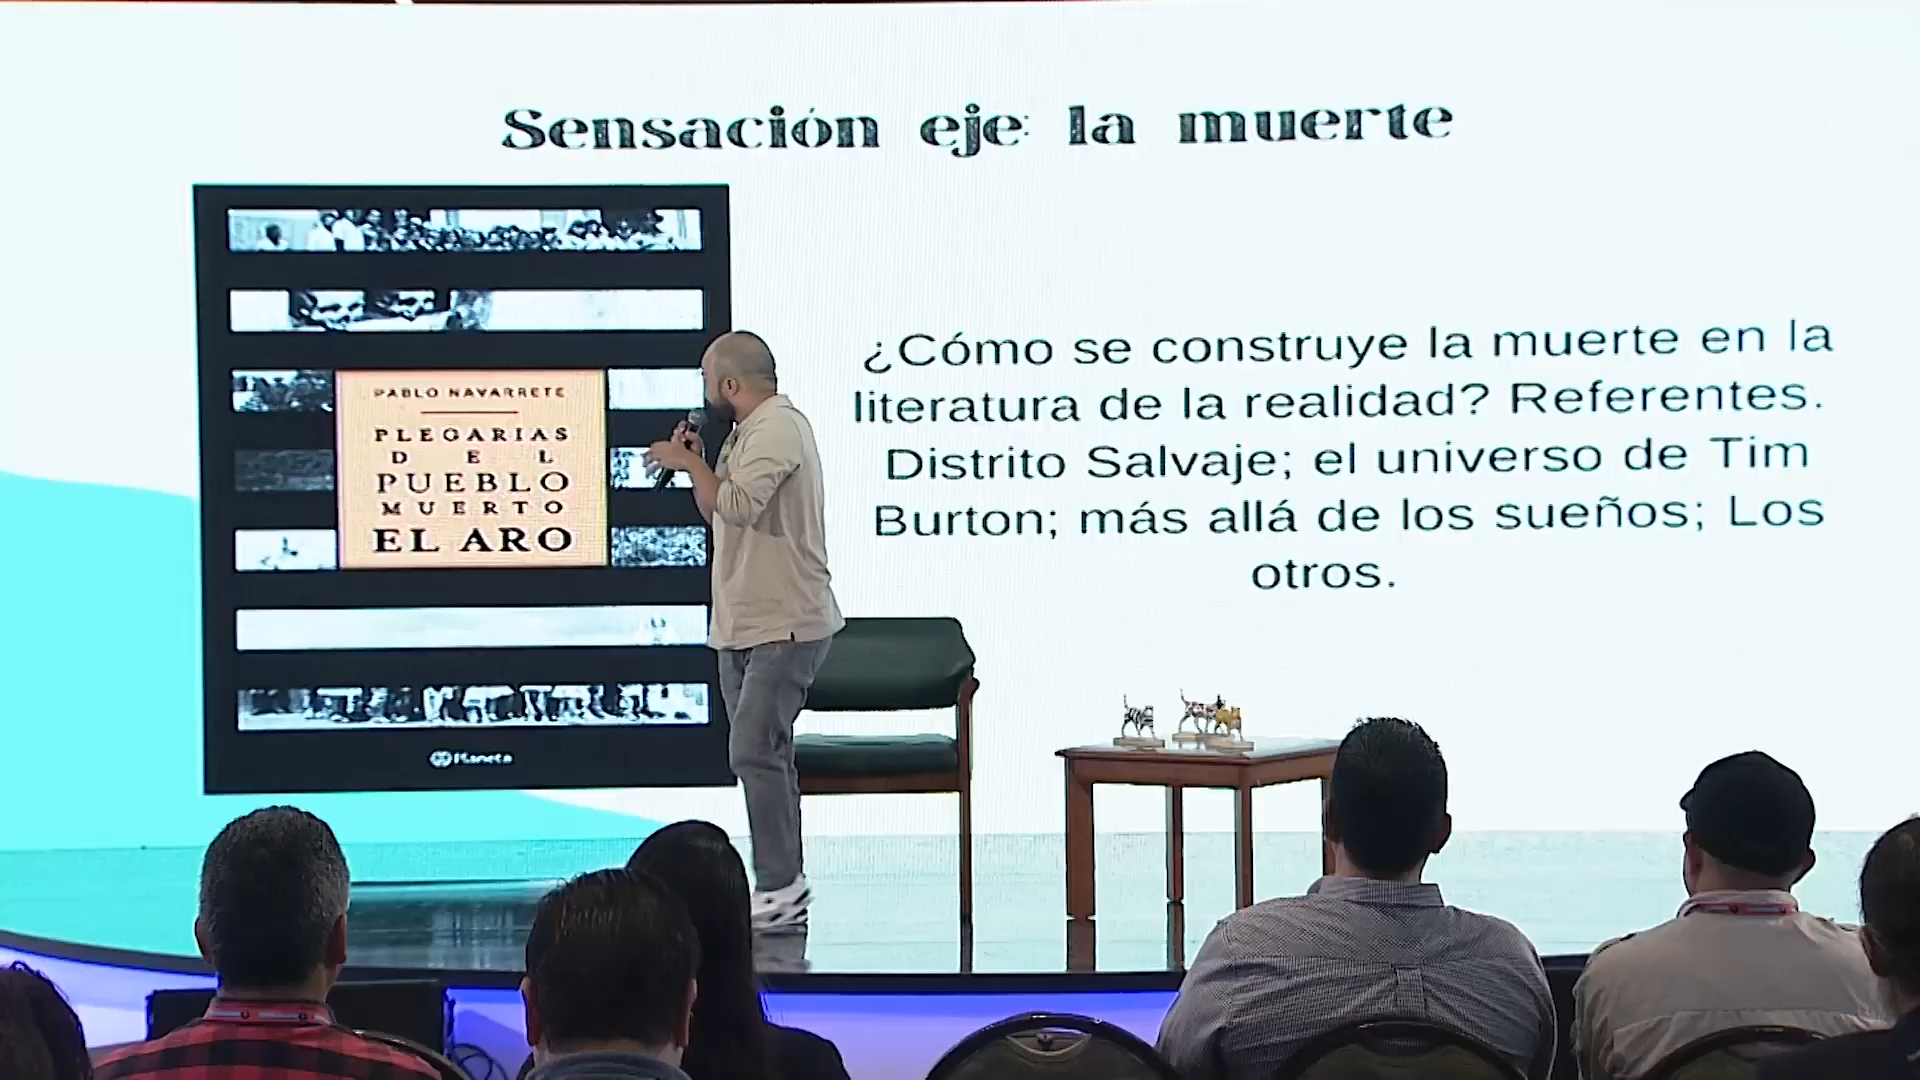 Sensación eje: la muerte
PABLO NAVARRETE
PLEGARIAS
DEL
PUEBLO
MUERTO
EL ARO
Planeta
¿Cómo se construye la muerte en la
literatura de la realidad? Referentes.
Distrito Salvaje; el universo de Tim
Burton; más allá de los sueños; Los
otros.